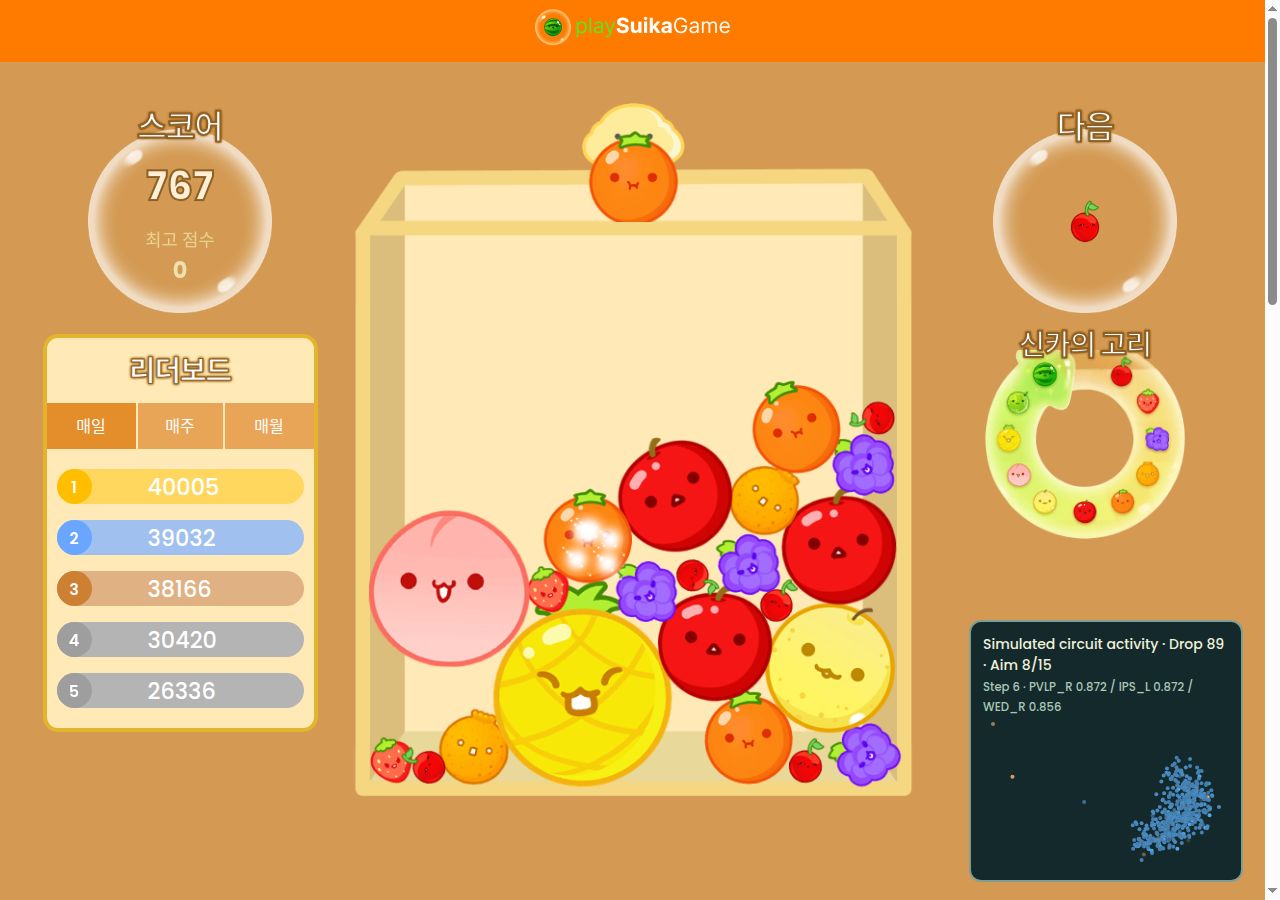 playSuikaGame
스코어
767
최고 점수
0
다음
신카의 고리
리더보드
매일 매주 매월
1 40005
2 39032
3 38166
4 30420
5 26336
Simulated circuit activity · Drop 89
· Aim 8/15
Step 6 · PVLP_R 0.872 / IPS_L 0.872 /
WED_R 0.856